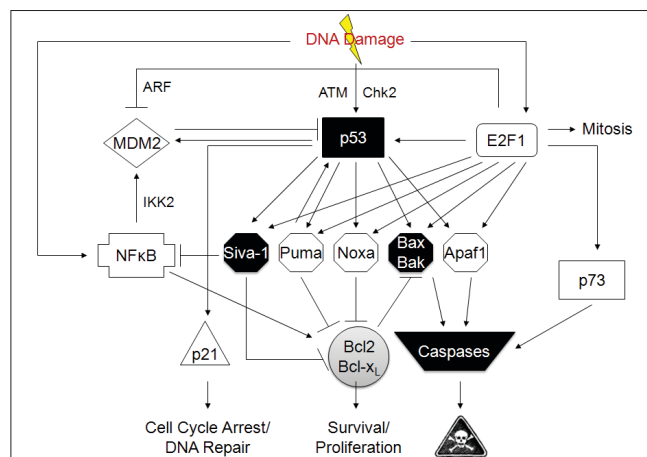 DNA Damage
ARF
ATM
Chk2
MDM2
p53
E2F1
Mitosis
IKK2
NFκB
Siva-1
Puma
Noxa
Bax
Bak
Apaf1
p73
p21
Bcl2
Bcl-xL
Caspases
Cell Cycle Arrest/
DNA Repair
Survival/
Proliferation